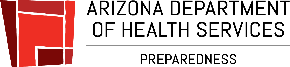 ARIZONA DEPARTMENT
OF HEALTH SERVICES
PREPAREDNESS